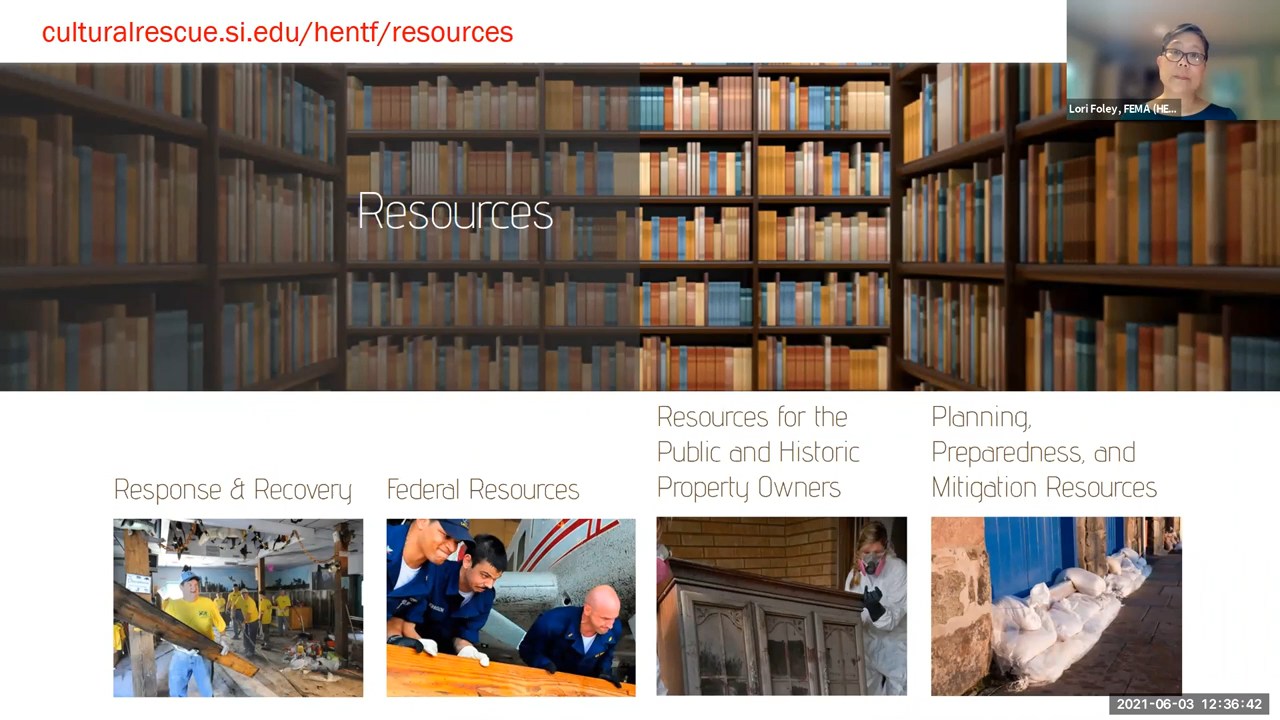 culturalrescue.si.edu/hentf/resources
Lori Foley, FEMA (HE...
Resources
Response & Recovery
Federal Resources
Resources for the
Public and Historic
Property Owners
Planning,
Preparedness, and
Mitigation Resources
2021-06-03 12:36:42